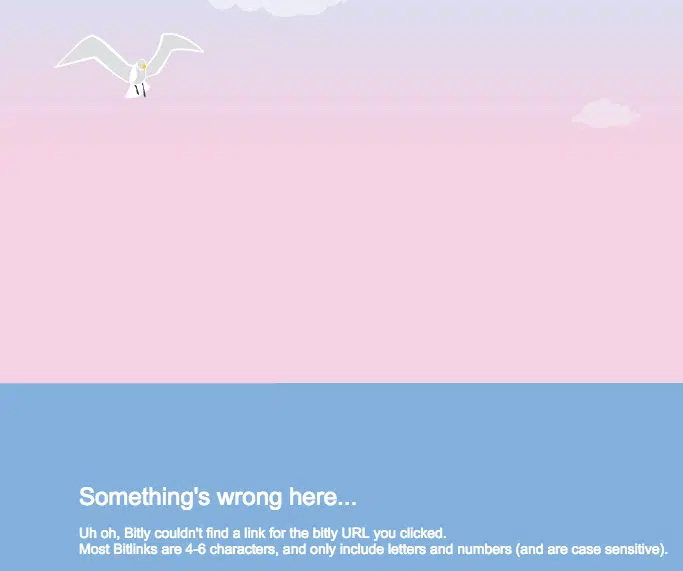 Something's wrong here...
Uh oh, Bitly couldn't find a link for the bitly URL you clicked.
Most Bitlinks are 4-6 characters, and only include letters and numbers (and are case sensitive).